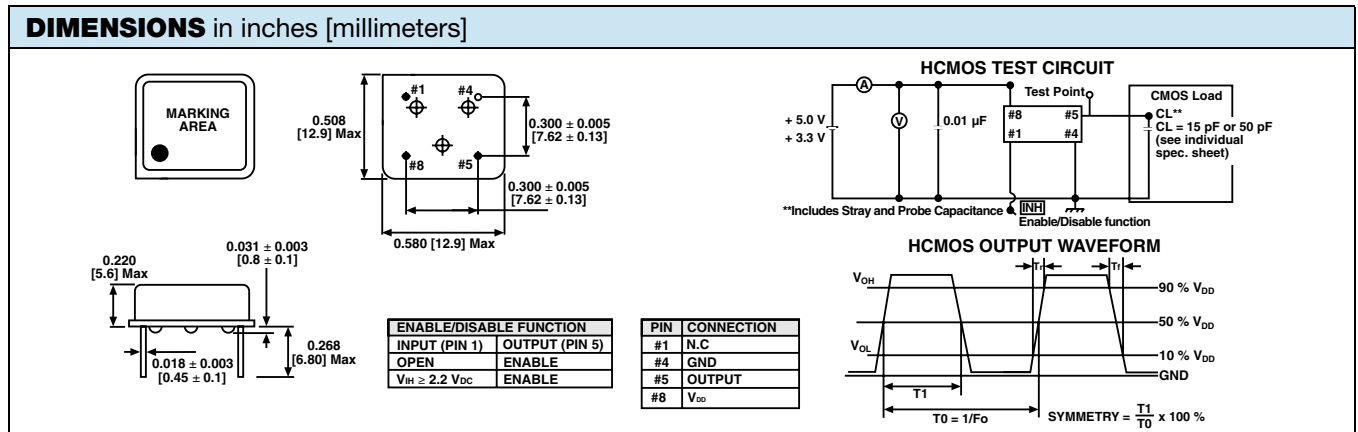 DIMENSIONS in inches [millimeters]
MARKING
AREA
#1
#4
#8
#5
0.508
[12.9] Max
0.300 ± 0.005
[7.62 ± 0.13]
0.300 ± 0.005
[7.62 ± 0.13]
0.580 [12.9] Max
0.220
[5.6] Max
0.031 ± 0.003
[0.8 ± 0.1]
0.018 ± 0.003
[0.45 ± 0.1]
0.268
[6.80] Max
ENABLE/DISABLE FUNCTION
INPUT (PIN 1) OUTPUT (PIN 5)
OPEN ENABLE
VIH ≥ 2.2 VDC ENABLE
PIN CONNECTION
#1 N.C
#4 GND
#5 OUTPUT
#8 VDD
HCMOS TEST CIRCUIT
A
V
+ 5.0 V
+ 3.3 V
0.01 µF
Test Point
#8 #5
#1 #4
CMOS Load
CL**
CL = 15 pF or 50 pF
(see individual
spec. sheet)
**Includes Stray and Probe Capacitance
INH
Enable/Disable function
HCMOS OUTPUT WAVEFORM
Tr
Tf
VOH
90 % VDD
50 % VDD
VOL
10 % VDD
GND
T1
T0 = 1/Fo
SYMMETRY = T1/T0 x 100 %